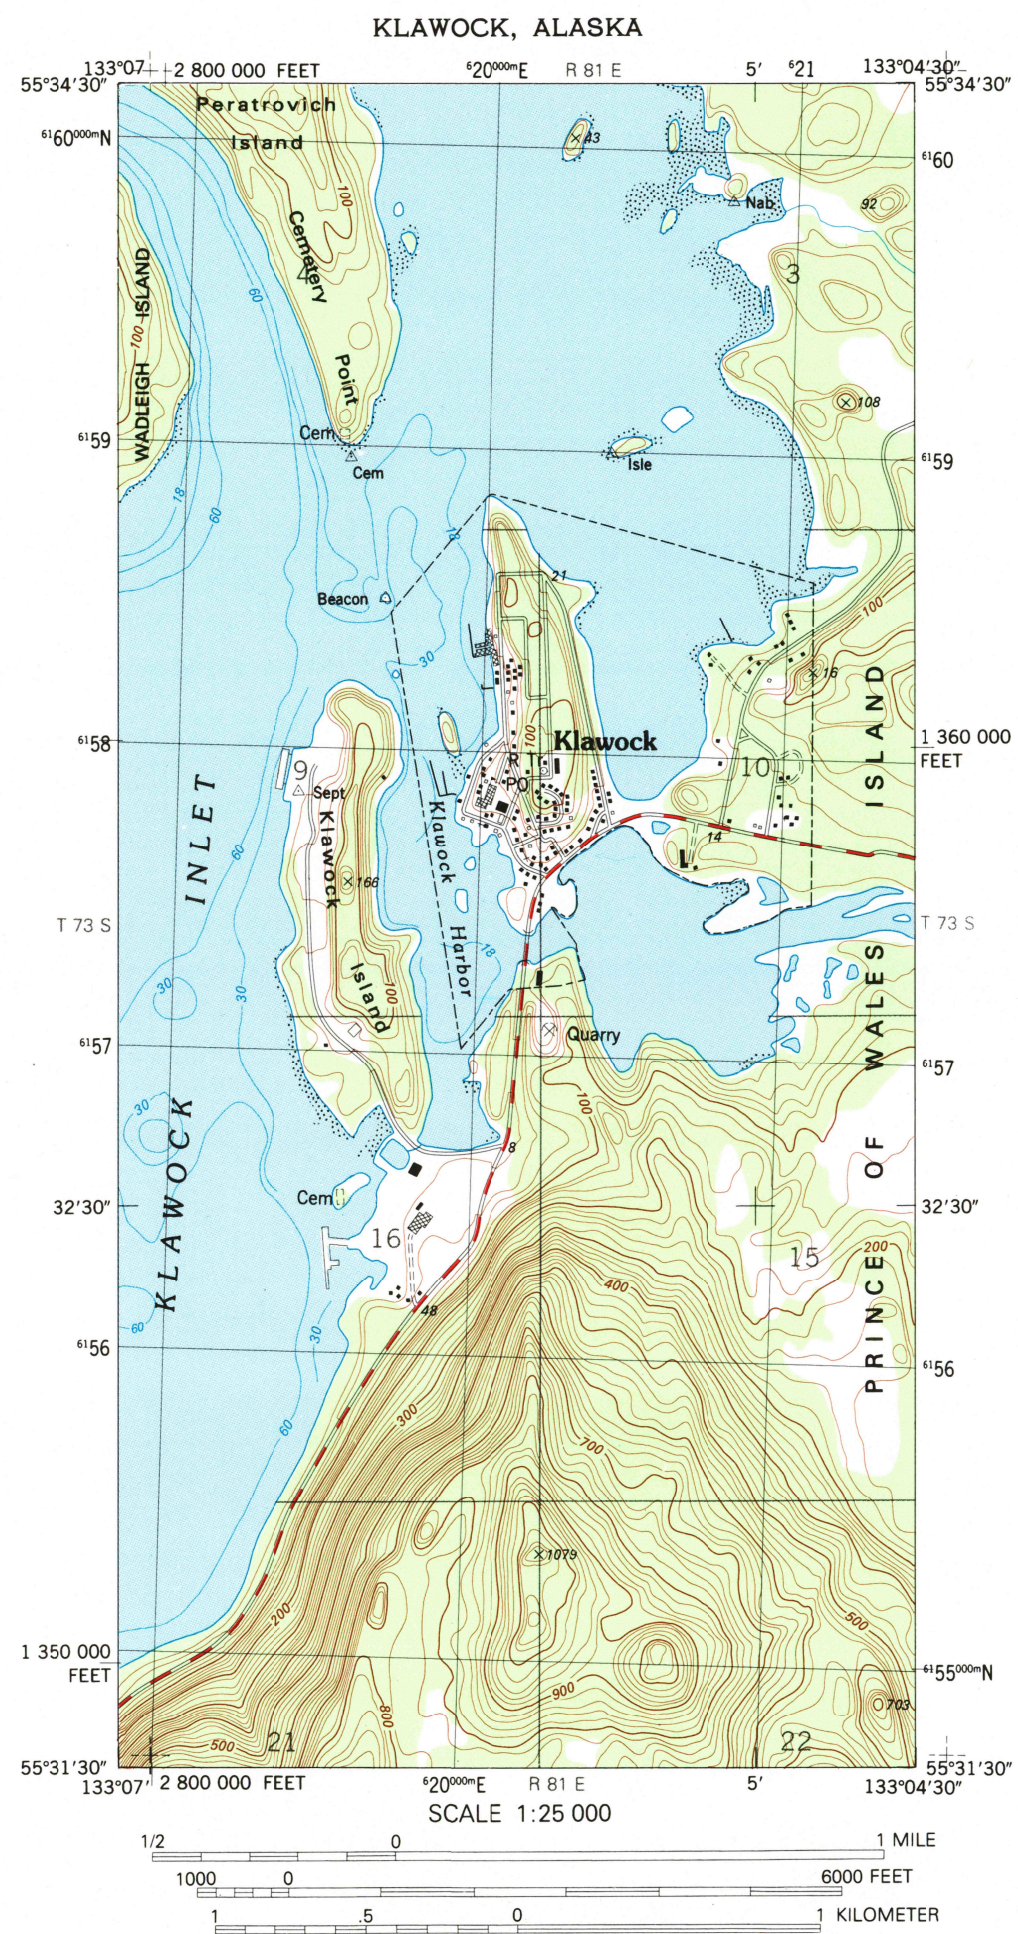 KLAWOCK, ALASKA
133°07' 2 800 000 FEET ⁶20⁰⁰⁰ᵐE R 81 E 5' ⁶21 133°04'30"
55°34'30" 55°34'30"
Peratrovich
Island
⁶¹60⁰⁰⁰ᵐN
43
⁶¹60
100
Nab
92
Cemetery
4
3
60
WADLEIGH ISLAND
100
Point
108
Cem
⁶¹59
⁶¹59
Cem
Isle
18
60
18
21
Beacon
100
30
16
⁶¹58
Klawock
100
1 360 000
FEET
9
R Tr
10
PO
Sept
Klawock
Island
Klawock
Harbor
14
60
166
INLET
T 73 S
T 73 S
18
30
30
100
Quarry
⁶¹57
⁶¹57
100
30
8
Cem
32'30"
32'30"
16
15
200
KLAWOCK
PRINCE OF WALES ISLAND
400
48
60
30
⁶¹56
⁶¹56
300
60
700
1079
200
500
1 350 000
FEET
⁶¹55⁰⁰⁰ᵐN
900
703
800
500
21
22
55°31'30" 55°31'30"
133°07' 2 800 000 FEET ⁶20⁰⁰⁰ᵐE R 81 E 5' 133°04'30"
SCALE 1:25 000
1/2 0 1 MILE
1000 0 6000 FEET
1 .5 0 1 KILOMETER